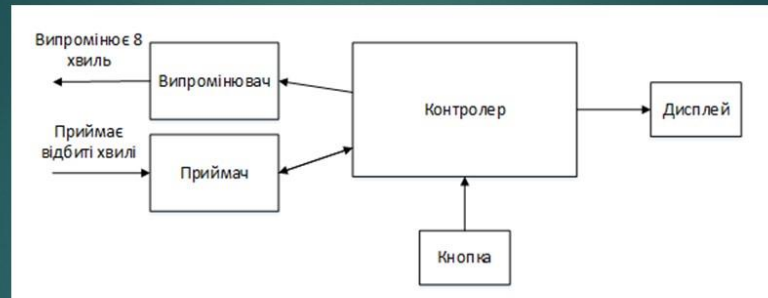 Випромінює 8
хвиль
Випромінювач
Приймає
відбиті хвилі
Приймач
Контролер
Дисплей
Кнопка